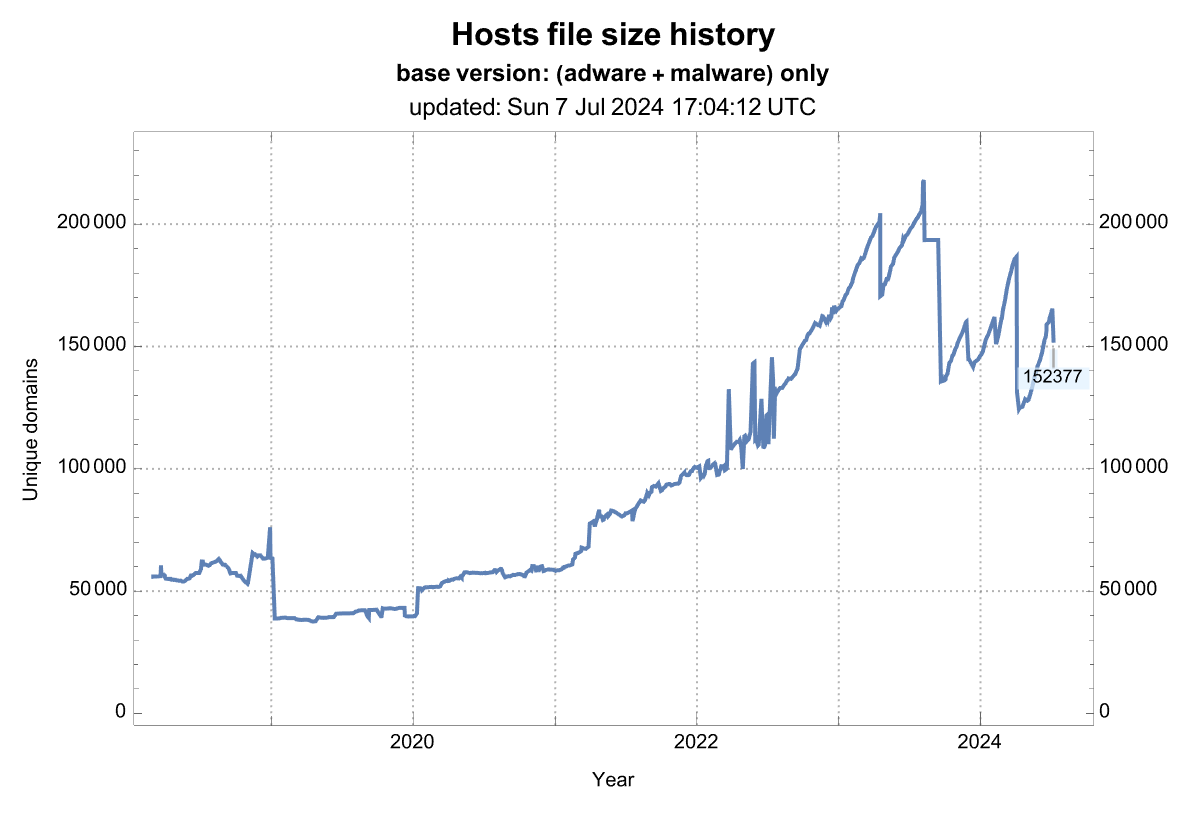 Hosts file size history
base version: (adware + malware) only
updated: Sun 7 Jul 2024 17:04:12 UTC
200 000
200 000
150 000
150 000
152377
100 000
100 000
50 000
50 000
0
0
Unique domains
2020
2022
2024
Year